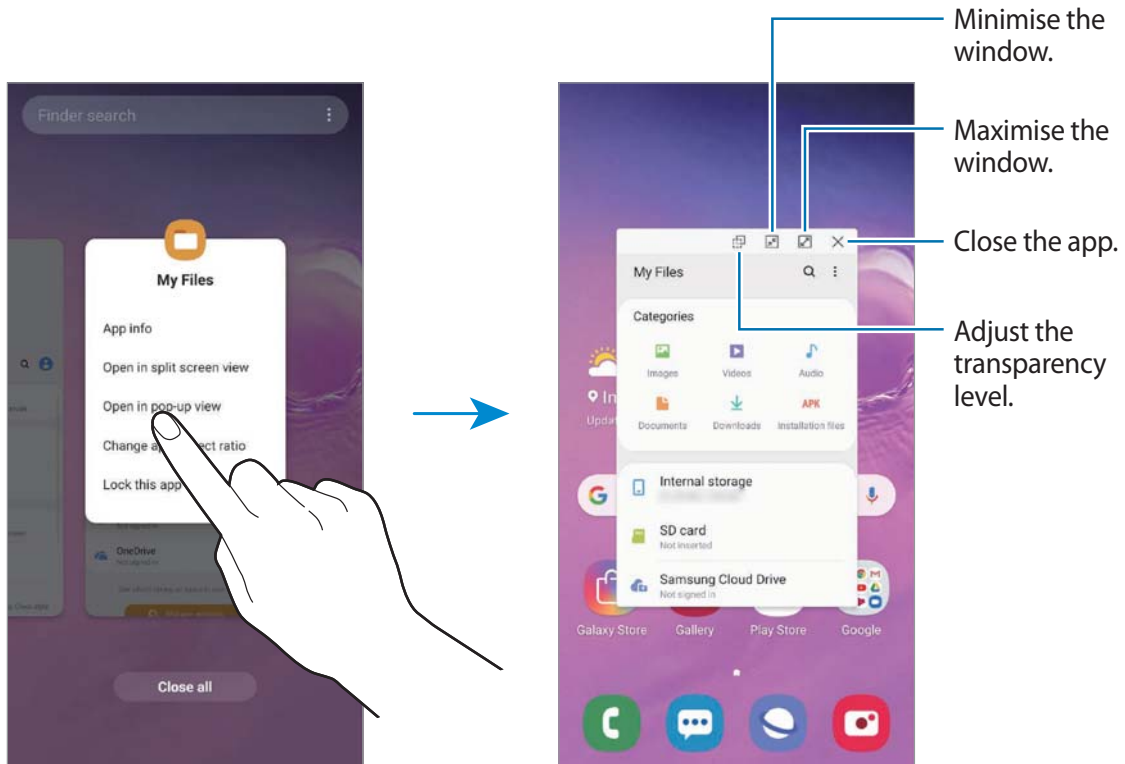 Minimise the
window.
Maximise the
window.
Close the app.
Adjust the
transparency
level.
Finder search
My Files
App info
Open in split screen view
Open in pop-up view
Change a ect ratio
Lock this app
OneDrive
Not signed in
Close all
My Files
Categories
Images Videos Audio
APK
Documents Downloads Installation files
Internal storage
SD card
Not inserted
Samsung Cloud Drive
Not signed in
In
Updat
G
Galaxy Store Gallery Play Store Google